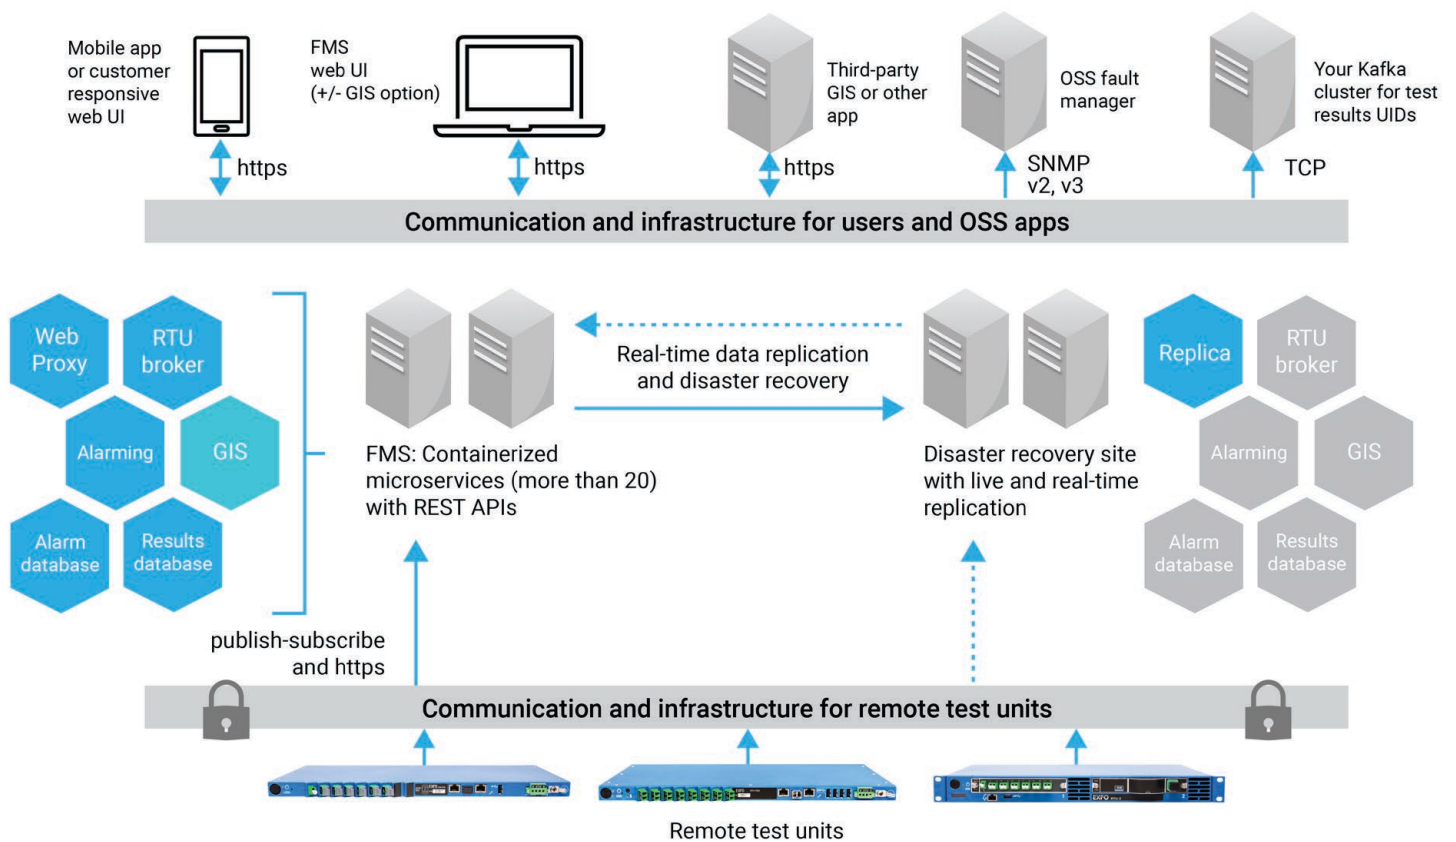 Mobile app
or customer
responsive
web UI
FMS
web UI
(+/- GIS option)
Third-party
GIS or other
app
OSS fault
manager
Your Kafka
cluster for test
results UIDs
https
https
https
SNMP
v2, v3
TCP
Communication and infrastructure for users and OSS apps
Web
Proxy
RTU
broker
Alarming
GIS
Alarm
database
Results
database
Real-time data replication
and disaster recovery
FMS: Containerized
microservices (more than 20)
with REST APIs
Disaster recovery site
with live and real-time
replication
Replica
RTU
broker
Alarming
GIS
Alarm
database
Results
database
publish-subscribe
and https
Communication and infrastructure for remote test units
EXFO
EXFO
Remote test units